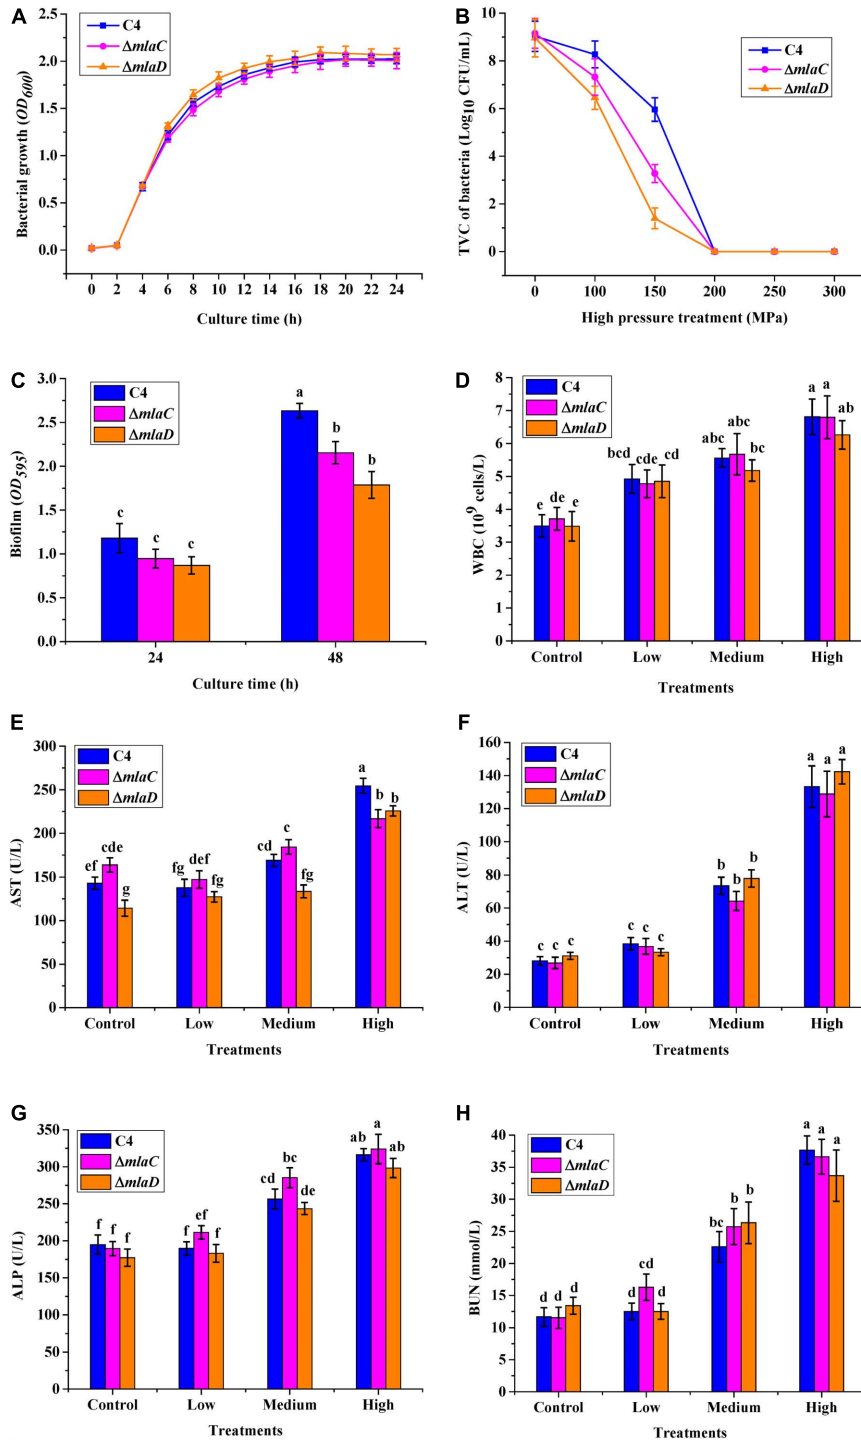 A
C4
ΔmlaC
ΔmlaD
Bacterial growth (OD600)
2.5
2.0
1.5
1.0
0.5
0.0
0 2 4 6 8 10 12 14 16 18 20 22 24
Culture time (h)
B
C4
ΔmlaC
ΔmlaD
TVC of bacteria (Log10 CFU/mL)
10
8
6
4
2
0
0 100 150 200 250 300
High pressure treatment (MPa)
C
C4
ΔmlaC
ΔmlaD
Biofilm (OD595)
3.0
2.5
2.0
1.5
1.0
0.5
0.0
c c c a b b
24 48
Culture time (h)
D
C4
ΔmlaC
ΔmlaD
WBC (109 cells/L)
8
7
6
5
4
3
2
1
0
e de e bcd cde cd abc abc bc a a ab
Control Low Medium High
Treatments
E
C4
ΔmlaC
ΔmlaD
AST (U/L)
300
250
200
150
100
50
0
ef cde g fg def fg cd c fg a b b
Control Low Medium High
Treatments
F
C4
ΔmlaC
ΔmlaD
ALT (U/L)
160
140
120
100
80
60
40
20
0
c c c c c c b b b a a a
Control Low Medium High
Treatments
G
C4
ΔmlaC
ΔmlaD
ALP (U/L)
350
300
250
200
150
100
50
0
f f f f ef f cd bc de ab a ab
Control Low Medium High
Treatments
H
C4
ΔmlaC
ΔmlaD
BUN (mmol/L)
40
35
30
25
20
15
10
5
0
d d d d cd d bc b b a a a
Control Low Medium High
Treatments